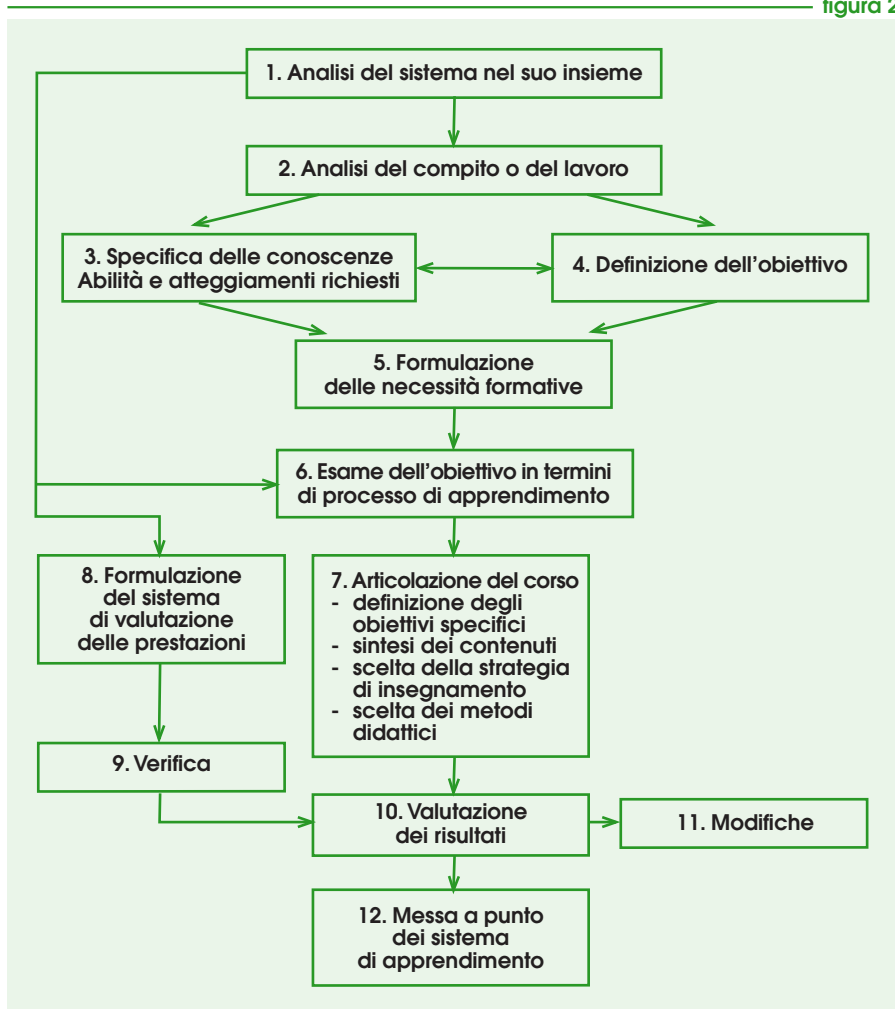 figura 2
1. Analisi del sistema nel suo insieme
2. Analisi del compito o del lavoro
3. Specifica delle conoscenze
Abilità e atteggiamenti richiesti
4. Definizione dell'obiettivo
5. Formulazione
delle necessità formative
6. Esame dell'obiettivo in termini
di processo di apprendimento
8. Formulazione
del sistema
di valutazione
delle prestazioni
7. Articolazione del corso
- definizione degli
obiettivi specifici
- sintesi dei contenuti
- scelta della strategia
di insegnamento
- scelta dei metodi
didattici
9. Verifica
10. Valutazione
dei risultati
11. Modifiche
12. Messa a punto
dei sistema
di apprendimento